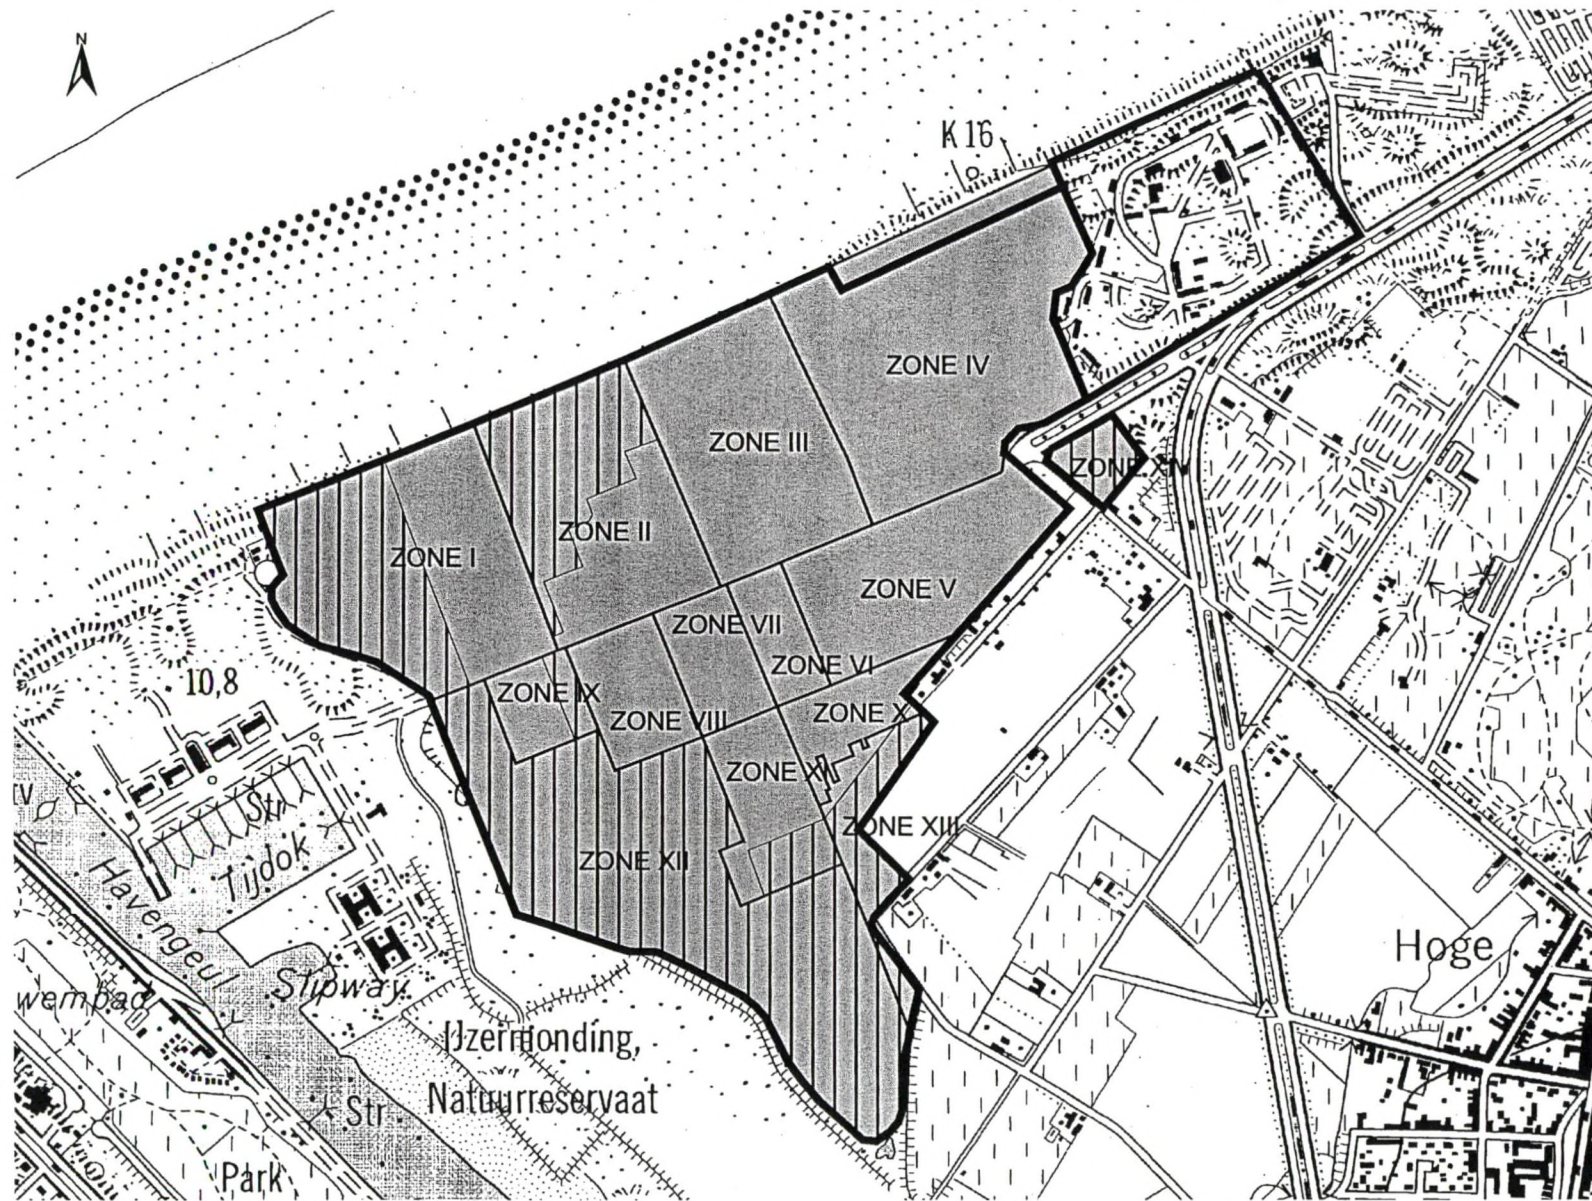 N
K 16
ZONE IV
ZONE III
ZONE XIV
ZONE II
ZONE I
ZONE V
ZONE VII
ZONE VI
10,8
ZONE IX
ZONE X
ZONE VIII
ZONE XI
Str
Tijdok
ZONE XIII
ZONE XII
Havengeul
Hoge
Slipway
IJzermonding,
Natuurreservaat
Str
Park